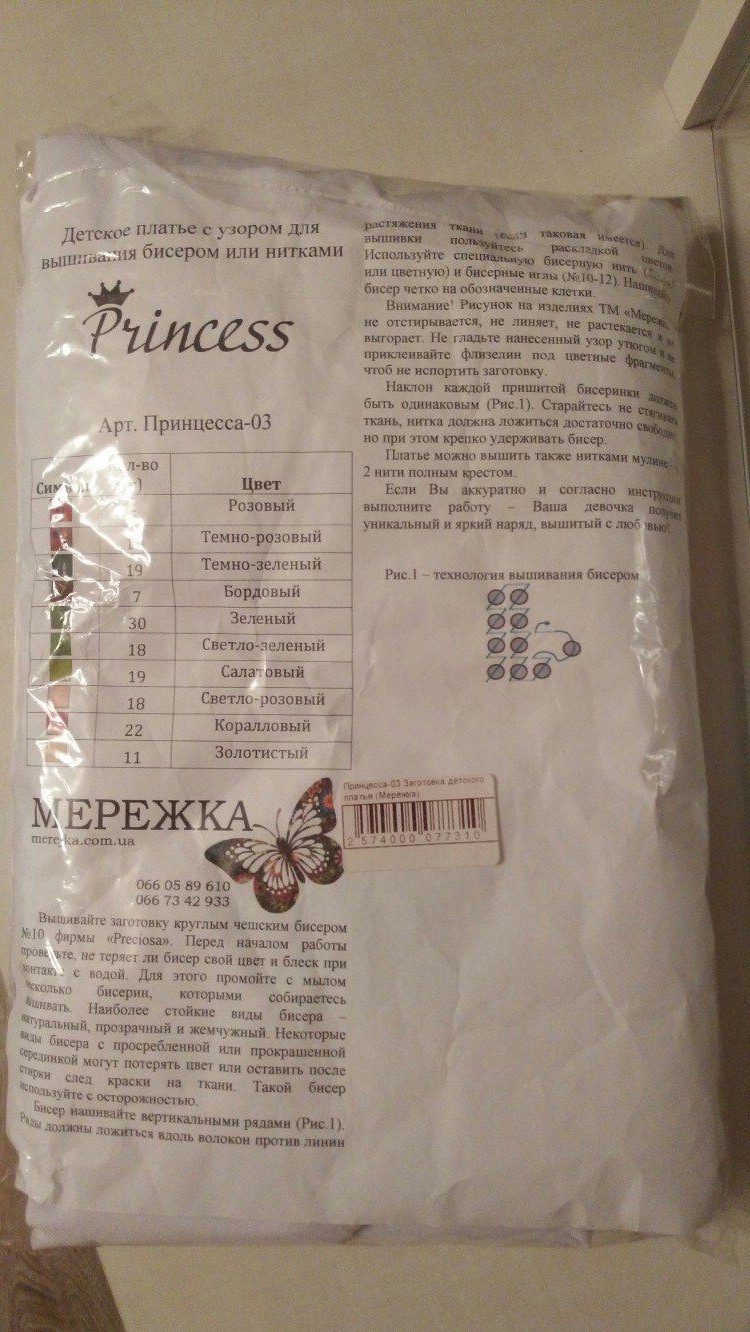 Детское платье с узором для
вышивания бисером или нитками
Princess
Арт. Принцесса-03
Цвет
Розовый
Темно-розовый
19 Темно-зеленый
7 Бордовый
30 Зеленый
18 Светло-зеленый
19 Салатовый
18 Светло-розовый
22 Коралловый
11 Золотистый
МЕРЕЖКА
merejka.com.ua
066 05 89 610
066 73 42 933
Вышивайте заготовку круглым чешским бисером
№10 фирмы «Preciosa». Перед началом работы
проверьте, не теряет ли бисер свой цвет и блеск при
контакте с водой. Для этого промойте с мылом
несколько бисерин, которыми собираетесь
вышивать. Наиболее стойкие виды бисера –
натуральный, прозрачный и жемчужный. Некоторые
виды бисера с просребленной или прокрашенной
серединкой могут потерять цвет или оставить после
стирки след краски на ткани. Такой бисер
используйте с осторожностью.
Бисер нашивайте вертикальными рядами (Рис.1).
Ряды должны ложиться вдоль волокон против линии
растяжения ткани (если таковая имеется). Для
вышивки пользуйтесь раскладкой цветов.
Используйте специальную бисерную нить
или цветную) и бисерные иглы (№10-12). Нашивайте
бисер четко на обозначенные клетки.
Внимание! Рисунок на изделиях ТМ «Мережка»
не отстирывается, не линяет, не растекается и не
выгорает. Не гладьте нанесенный узор утюгом и не
приклеивайте флизелин под цветные фрагменты,
чтоб не испортить заготовку.
Наклон каждой пришитой бисеринки должен
быть одинаковым (Рис.1). Старайтесь не стягивать
ткань, нитка должна ложиться достаточно свободно,
но при этом крепко удерживать бисер.
Платье можно вышить также нитками мулине –
2 нити полным крестом.
Если Вы аккуратно и согласно инструкции
выполните работу – Ваша девочка получит
уникальный и яркий наряд, вышитый с любовью!
Рис.1 – технология вышивания бисером
Принцесса-03 Заготовка детского
платья (Мережка)
2 574000 077310